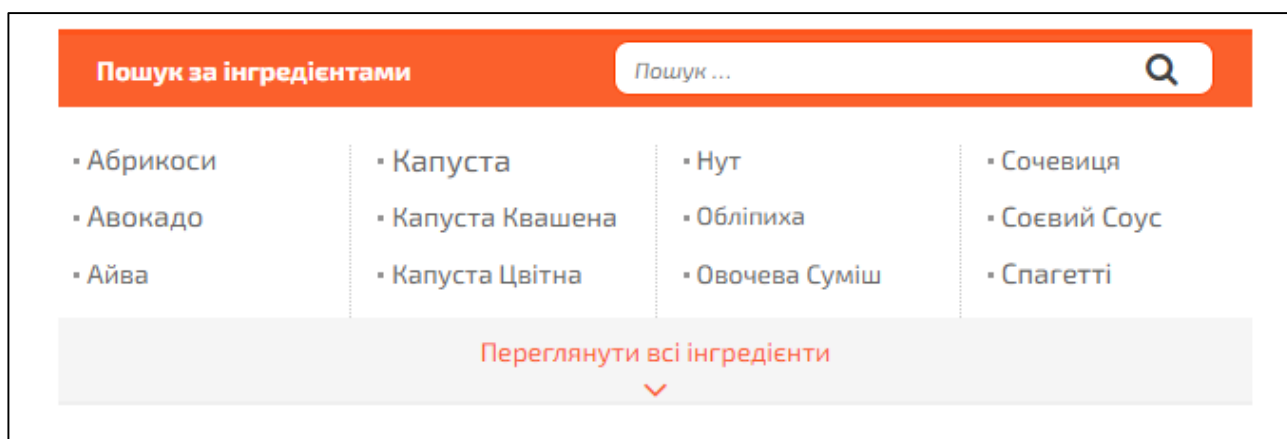 Пошук за інгредієнтами
Пошук ...
▪ Абрикоси
▪ Авокадо
▪ Айва
▪ Капуста
▪ Капуста Квашена
▪ Капуста Цвітна
▪ Нут
▪ Обліпиха
▪ Овочева Суміш
▪ Сочевиця
▪ Соєвий Соус
▪ Спагетті
Переглянути всі інгредієнти